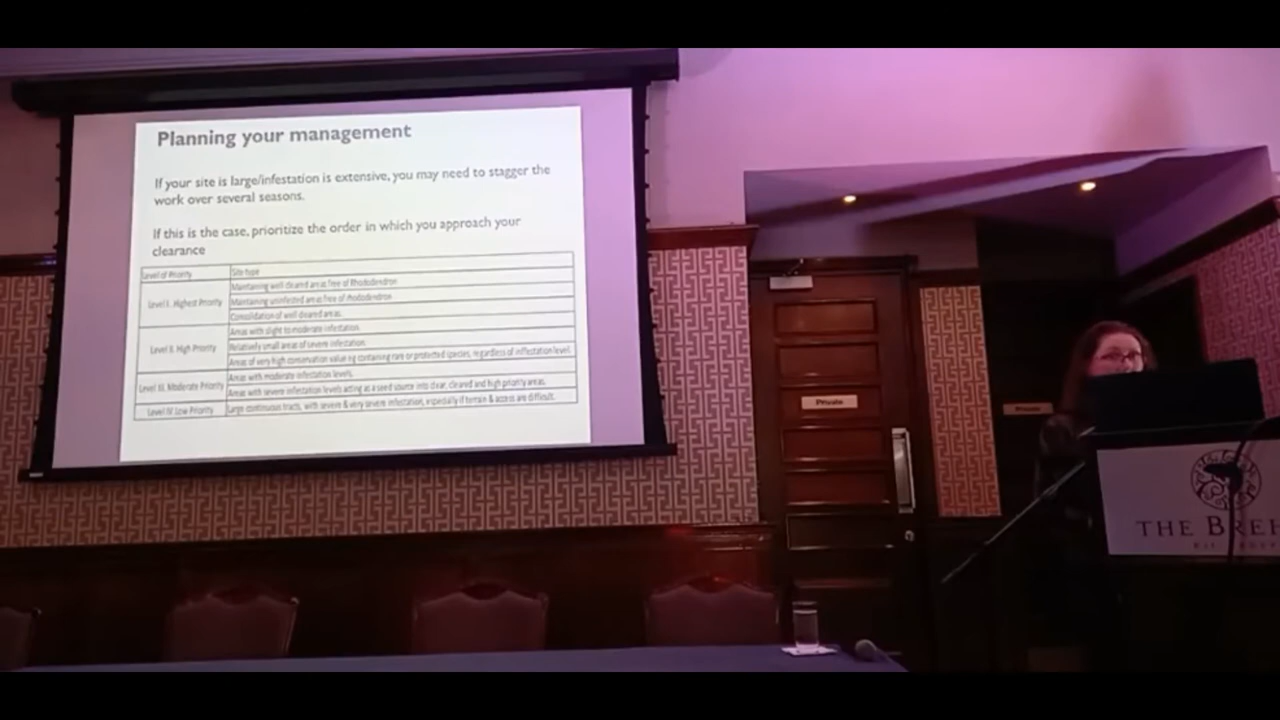 Planning your management
If your site is large/infestation is extensive, you may need to stagger the
work over several seasons.
If this is the case, prioritize the order in which you approach your
clearance
Level of Priority
Site type
Level I. Highest Priority
Maintaining well cleared areas free of Rhododendron.
Maintaining uninfested areas free of rhododendron
Consolidation of well cleared areas.
Level II. High Priority
Areas with slight to moderate infestation.
Relatively small areas of severe infestation.
Areas of very high conservation value eg containing rare or protected species, regardless of infestation level.
Level III. Moderate Priority
Areas with moderate infestation levels.
Areas with severe infestation levels acting as a seed source into clear, cleared and high priority areas.
Level IV Low Priority
Large continuous tracts, with severe & very severe infestation, especially if terrain & access are difficult.
Private
Private
THE BRE